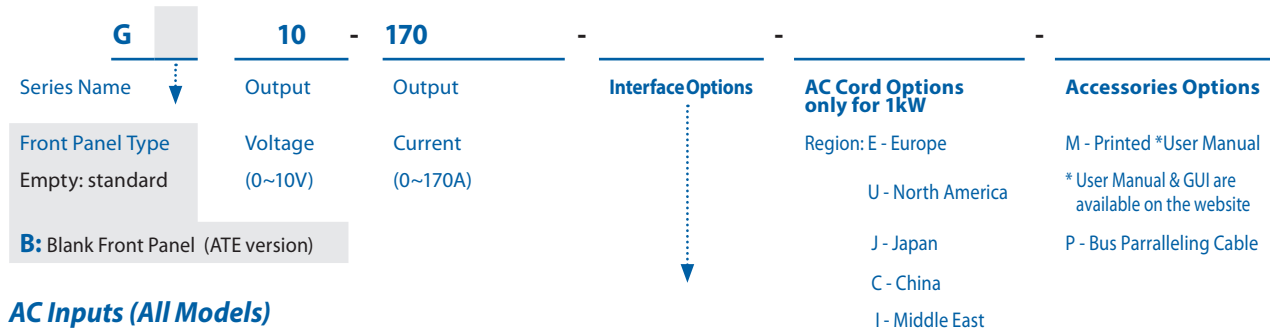 G 10 - 170 - - -
Series Name Output Output Interface Options AC Cord Options
only for 1kW Accessories Options
Front Panel Type Voltage Current Region: E - Europe M - Printed *User Manual
Empty: standard (0~10V) (0~170A) U - North America * User Manual & GUI are
available on the website
B: Blank Front Panel (ATE version) J - Japan P - Bus Parralleling Cable
C - China
AC Inputs (All Models) I - Middle East